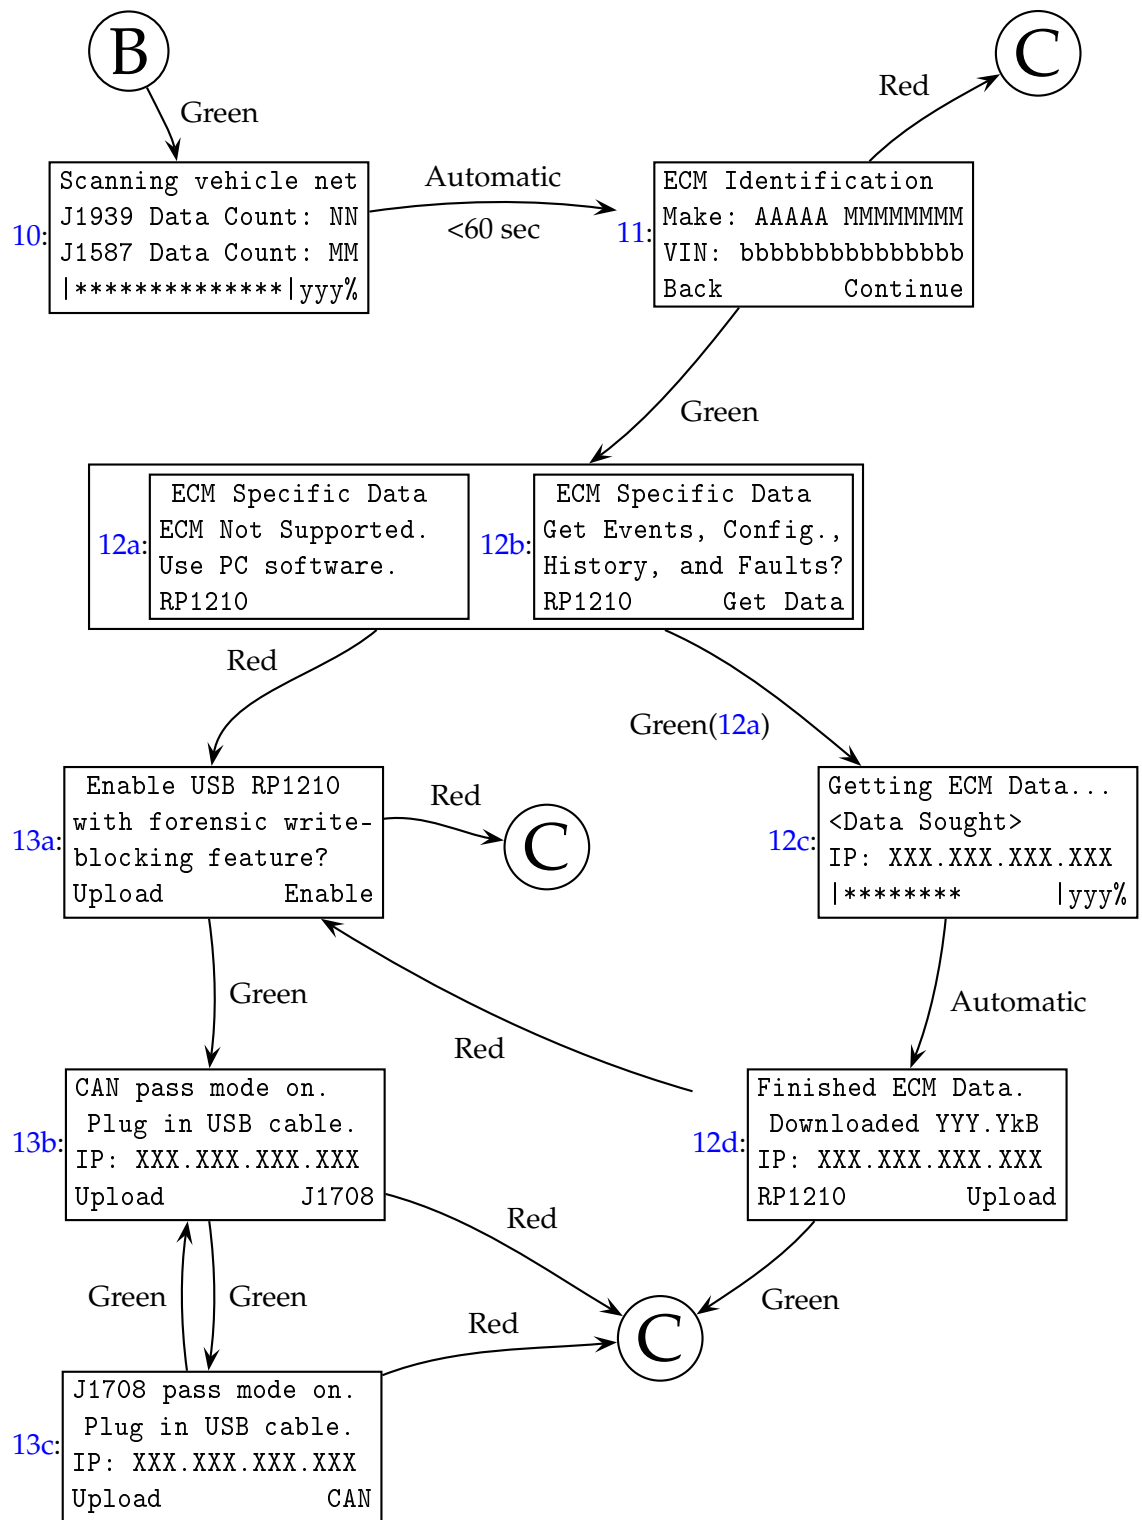 B
C
Green
Red
10:
Scanning vehicle net
J1939 Data Count: NN
J1587 Data Count: MM
|**************|yyy%
Automatic
<60 sec
11:
ECM Identification
Make: AAAAA MMMMMMMM
VIN: bbbbbbbbbbbbbbb
Back Continue
Green
12a:
ECM Specific Data
ECM Not Supported.
Use PC software.
RP1210
12b:
ECM Specific Data
Get Events, Config.,
History, and Faults?
RP1210 Get Data
Red
Green(12a)
13a:
Enable USB RP1210
with forensic write-
blocking feature?
Upload Enable
Red
C
12c:
Getting ECM Data...
<Data Sought>
IP: XXX.XXX.XXX.XXX
|******** |yyy%
Green
Red
Automatic
13b:
CAN pass mode on.
Plug in USB cable.
IP: XXX.XXX.XXX.XXX
Upload J1708
12d:
Finished ECM Data.
Downloaded YYY.YkB
IP: XXX.XXX.XXX.XXX
RP1210 Upload
Green
Green
Red
Red
Green
C
13c:
J1708 pass mode on.
Plug in USB cable.
IP: XXX.XXX.XXX.XXX
Upload CAN